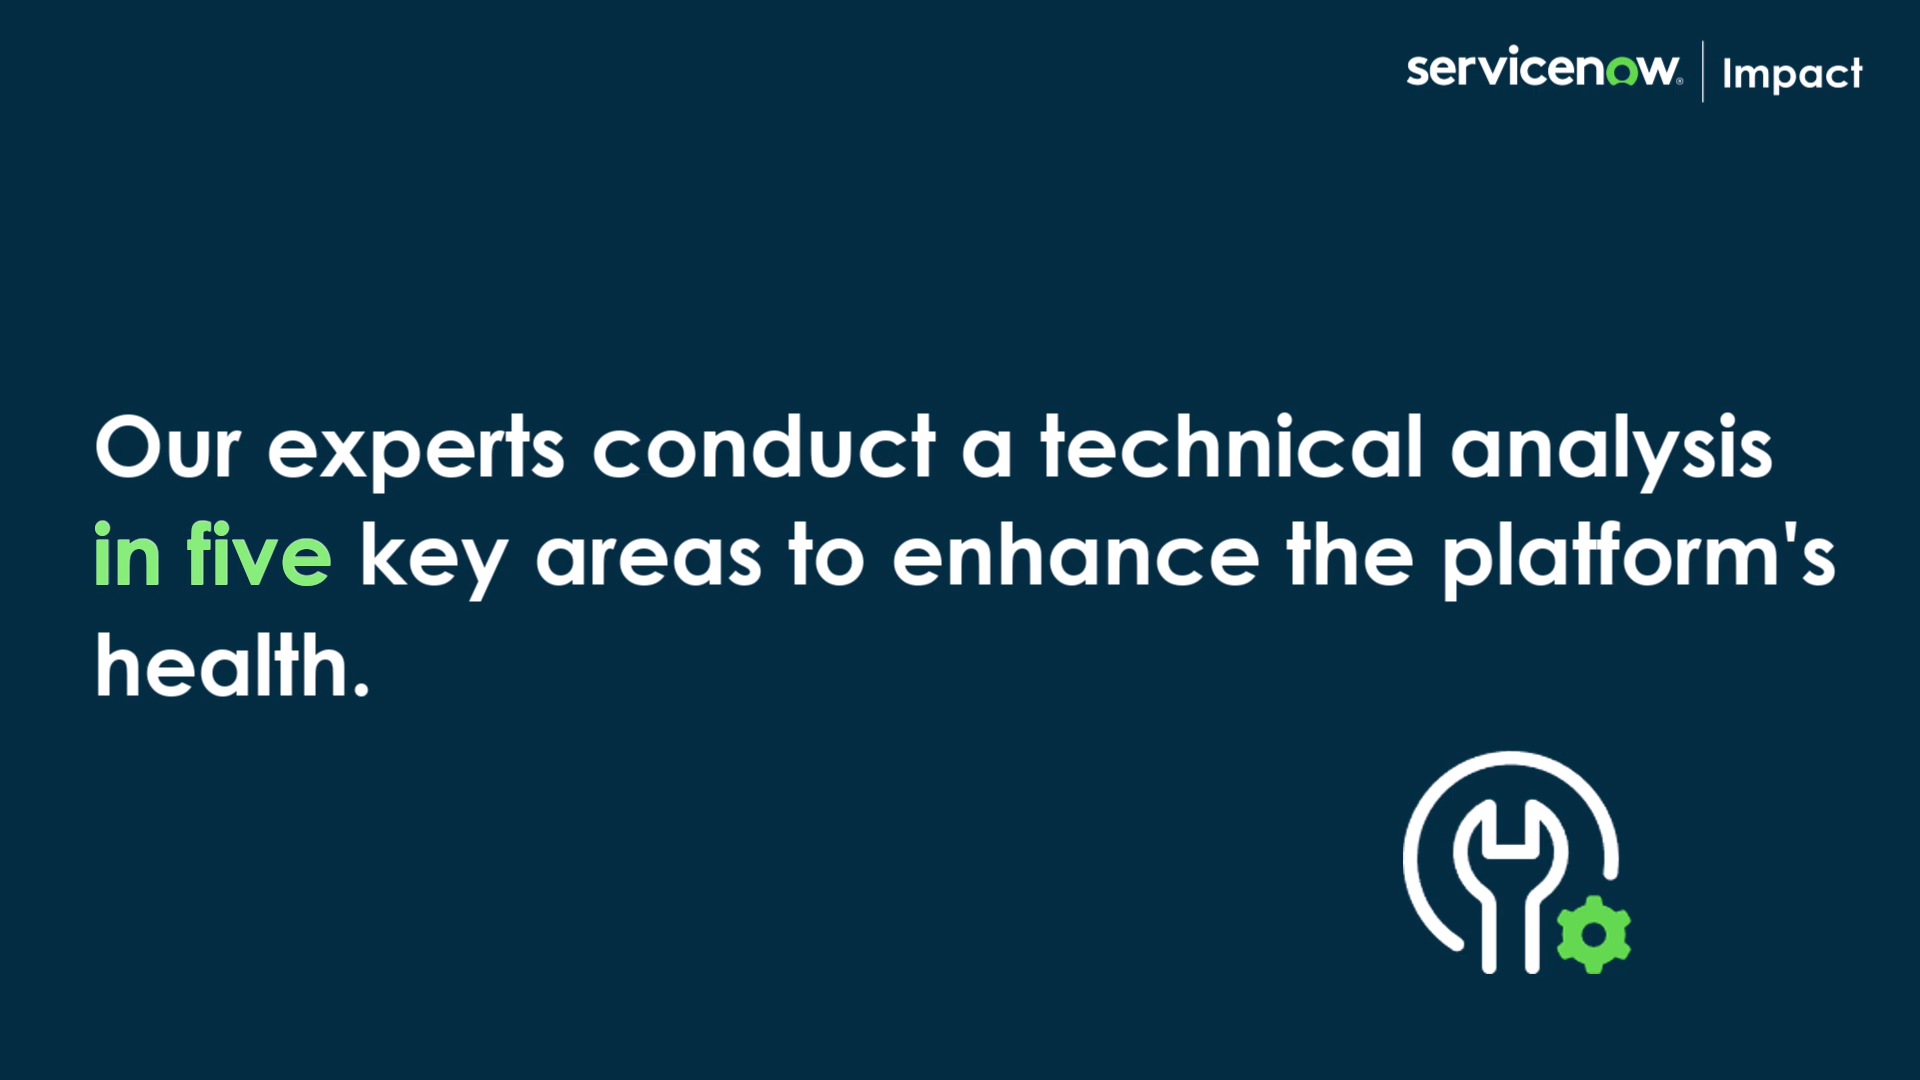 servicenow® | Impact
Our experts conduct a technical analysis
in five key areas to enhance the platform's
health.